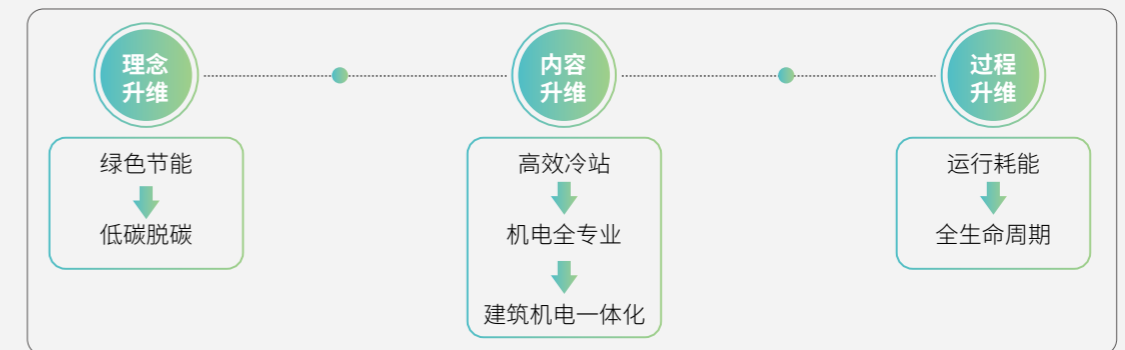 理念
升维
内容
升维
过程
升维
绿色节能
低碳脱碳
高效冷站
机电全专业
建筑机电一体化
运行耗能
全生命周期